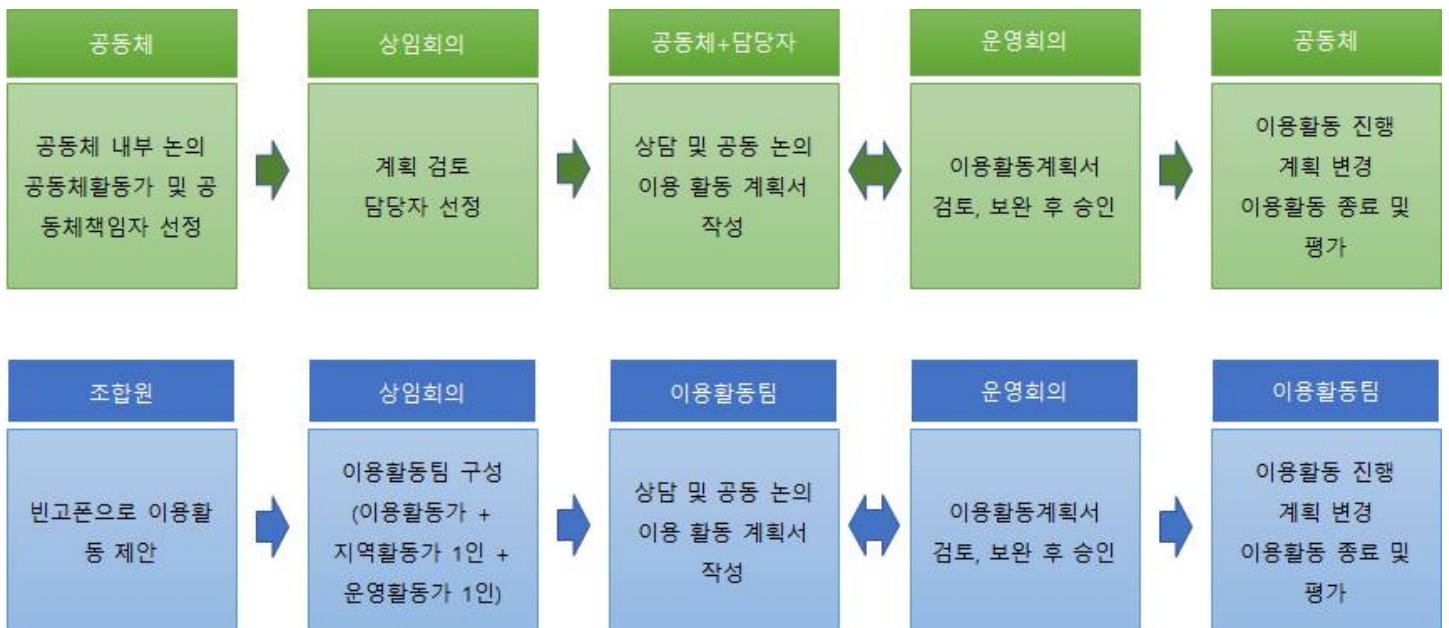 공동체
상임회의
공동체+담당자
운영회의
공동체
공동체 내부 논의
공동체활동가 및 공
동체책임자 선정
계획 검토
담당자 선정
상담 및 공동 논의
이용 활동 계획서
작성
이용활동계획서
검토, 보완 후 승인
이용활동 진행
계획 변경
이용활동 종료 및
평가
조합원
상임회의
이용활동팀
운영회의
이용활동팀
빈고폰으로 이용활
동 제안
이용활동팀 구성
(이용활동가 +
지역활동가 1인 +
운영활동가 1인)
상담 및 공동 논의
이용 활동 계획서
작성
이용활동계획서
검토, 보완 후 승인
이용활동 진행
계획 변경
이용활동 종료 및
평가